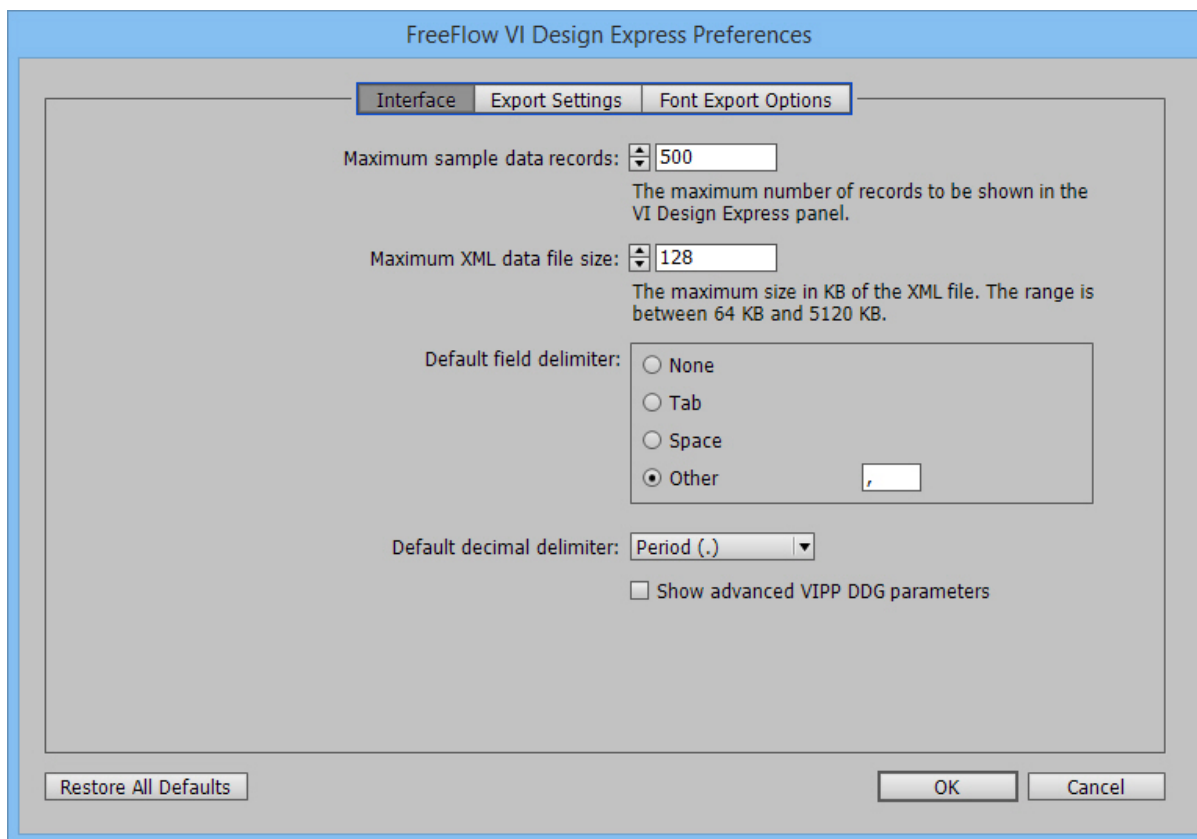 FreeFlow VI Design Express Preferences
Interface Export Settings Font Export Options
Maximum sample data records: 500
The maximum number of records to be shown in the
VI Design Express panel.
Maximum XML data file size: 128
The maximum size in KB of the XML file. The range is
between 64 KB and 5120 KB.
Default field delimiter: None
Tab
Space
Other ,
Default decimal delimiter: Period (.)
Show advanced VIPP DDG parameters
Restore All Defaults OK Cancel